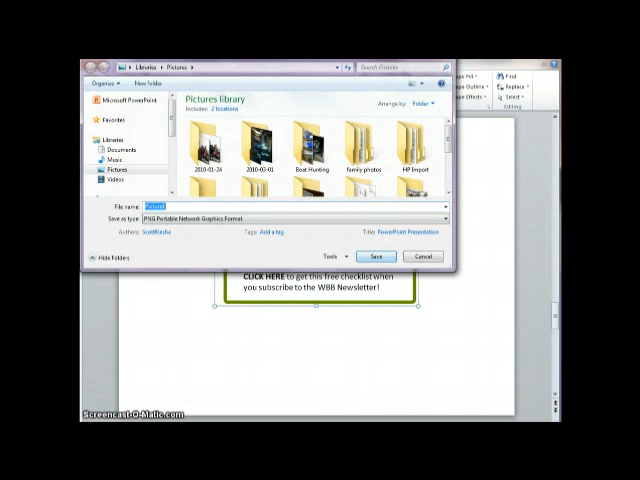 Libraries ▸ Pictures ▸
Search Pictures
Organize
New folder
Microsoft PowerPoint
Favorites
Libraries
Documents
Music
Pictures
Videos
Pictures library
Includes: 2 locations
Arrange by: Folder
2010-01-24
2010-03-01
Boat Hunting
family photos
HP Import
File name: Picture1
Save as type: PNG Portable Network Graphics Format
Authors: ScottKiesha
Tags: Add a tag
Title: PowerPoint Presentation
Hide Folders
Tools
Save
Cancel
Find
Replace
Select
Editing
Outline
Effects
CLICK HERE to get this free checklist when
you subscribe to the WBB Newsletter!
Screencast-O-Matic.com